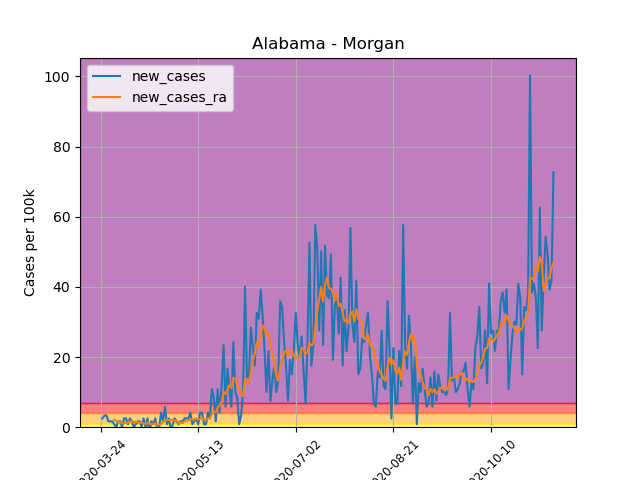 Alabama - Morgan
new_cases
new_cases_ra
Cases per 100k
100
80
60
40
20
0
020-03-24
020-05-13
020-07-02
020-08-21
020-10-10